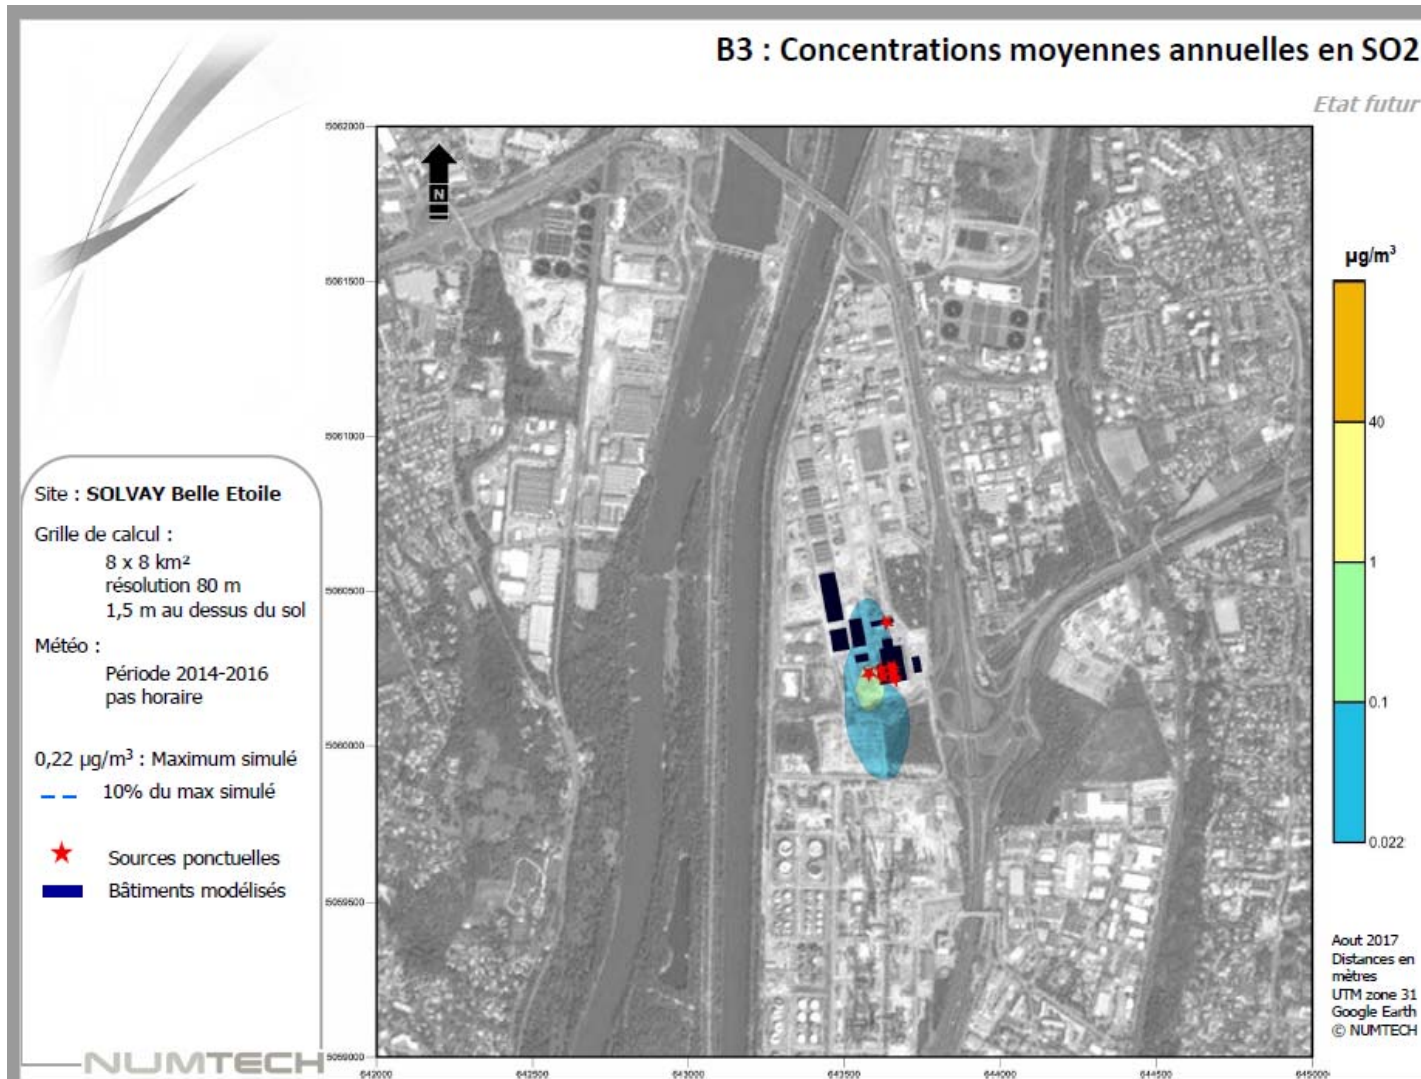 B3 : Concentrations moyennes annuelles en SO2
Etat futur
5062000
N
5061500
5061000
5060500
5060000
5059500
5059000
642000
642500
643000
643500
644000
644500
645000
µg/m³
40
1
0.1
0.022
Site : SOLVAY Belle Etoile
Grille de calcul :
8 x 8 km²
résolution 80 m
1,5 m au dessus du sol
Météo :
Période 2014-2016
pas horaire
0,22 µg/m³ : Maximum simulé
10% du max simulé
Sources ponctuelles
Bâtiments modélisés
NUMTECH
Aout 2017
Distances en
mètres
UTM zone 31
Google Earth
© NUMTECH